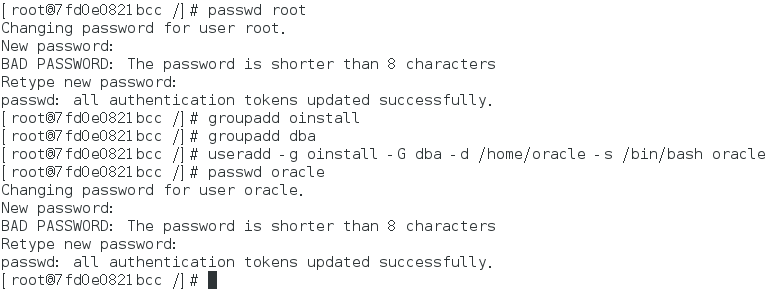 [root@7fd0e0821bcc /]# passwd root
Changing password for user root.
New password:
BAD PASSWORD: The password is shorter than 8 characters
Retype new password:
passwd: all authentication tokens updated successfully.
[root@7fd0e0821bcc /]# groupadd oinstall
[root@7fd0e0821bcc /]# groupadd dba
[root@7fd0e0821bcc /]# useradd -g oinstall -G dba -d /home/oracle -s /bin/bash oracle
[root@7fd0e0821bcc /]# passwd oracle
Changing password for user oracle.
New password:
BAD PASSWORD: The password is shorter than 8 characters
Retype new password:
passwd: all authentication tokens updated successfully.
[root@7fd0e0821bcc /]#